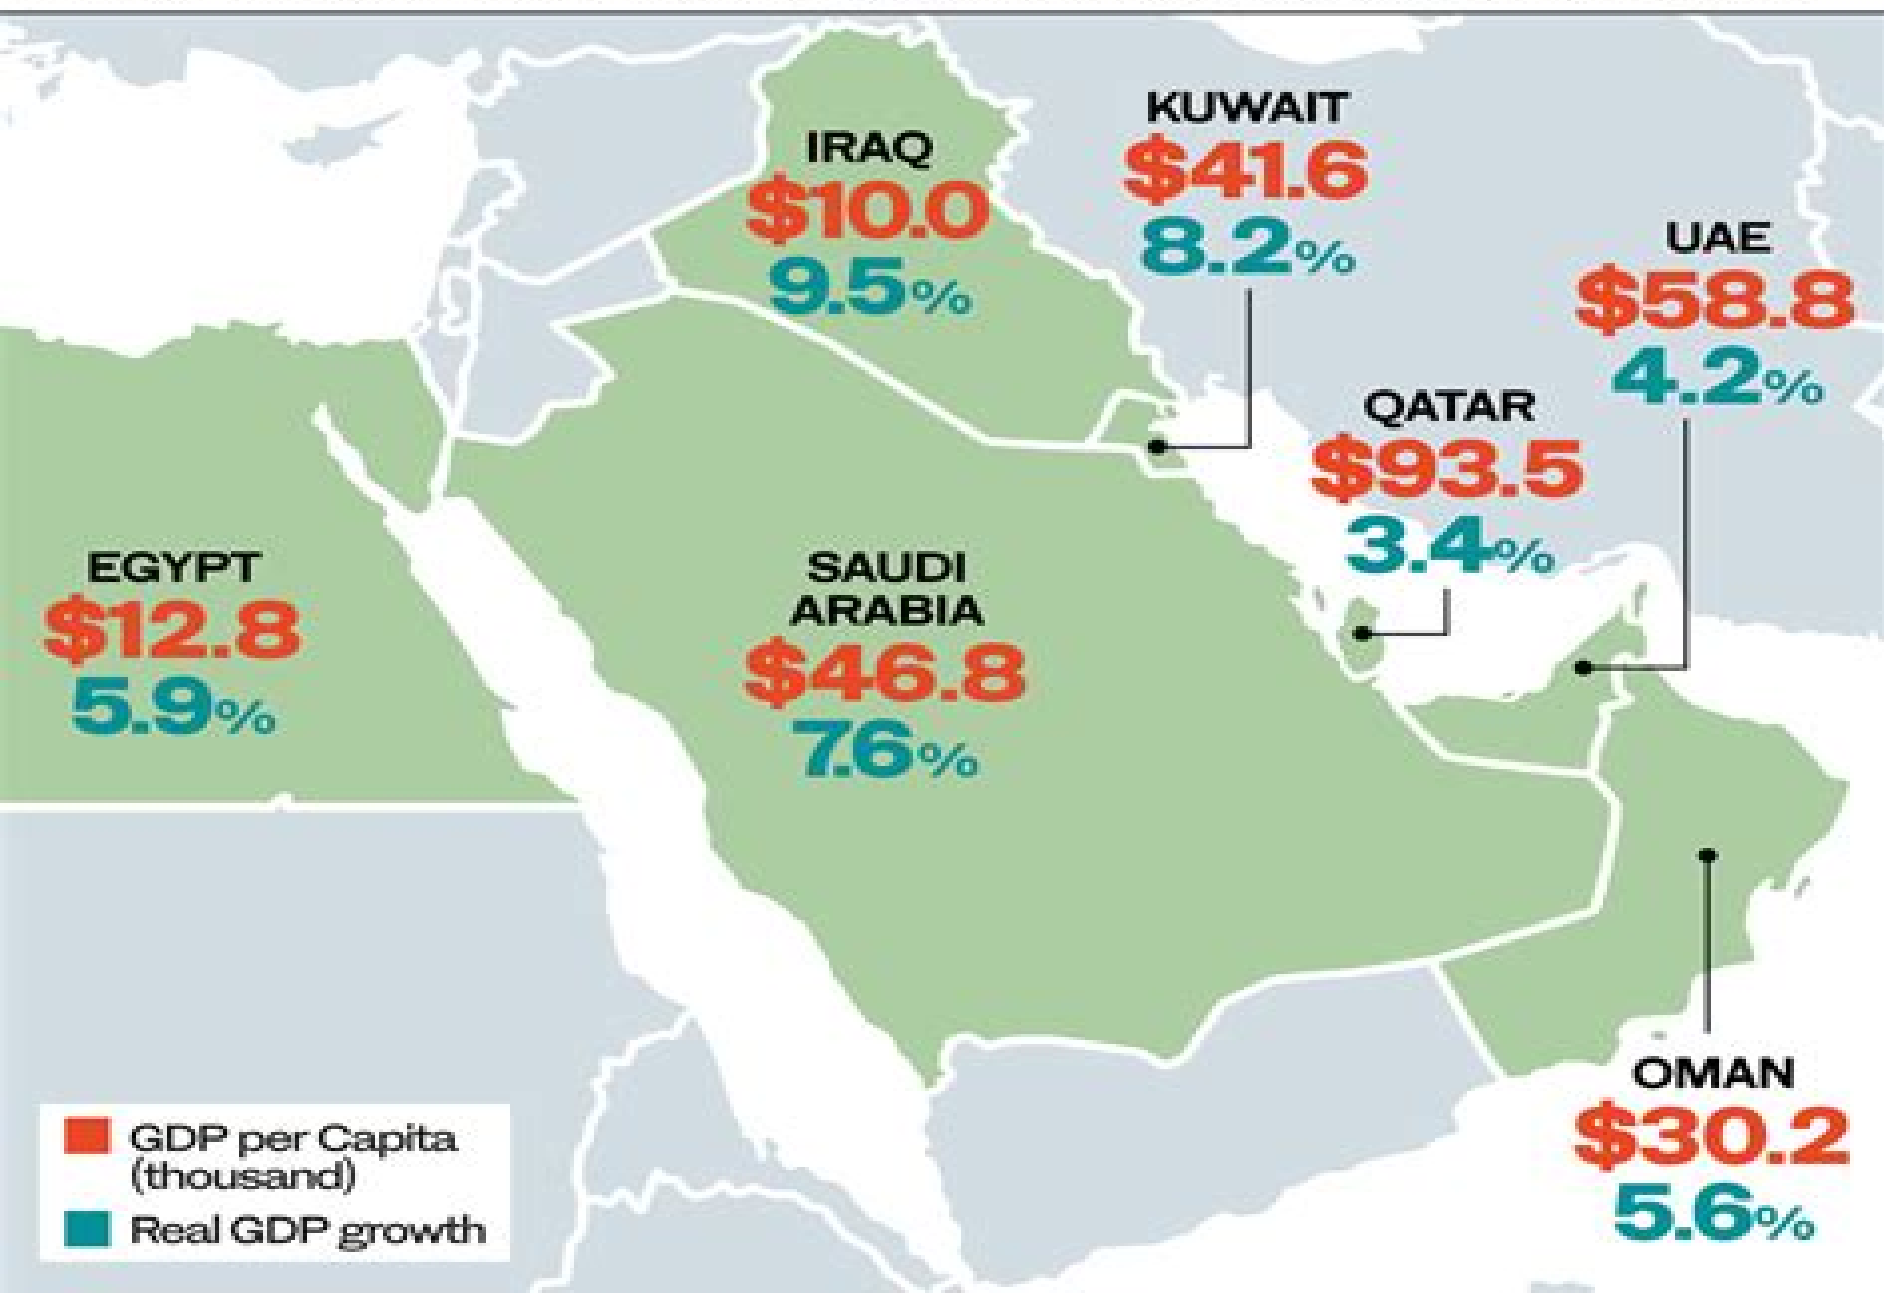 IRAQ
$10.0
9.5%
KUWAIT
$41.6
8.2%
UAE
$58.8
4.2%
QATAR
$93.5
3.4%
EGYPT
$12.8
5.9%
SAUDI
ARABIA
$46.8
7.6%
OMAN
$30.2
5.6%
GDP per Capita
(thousand)
Real GDP growth